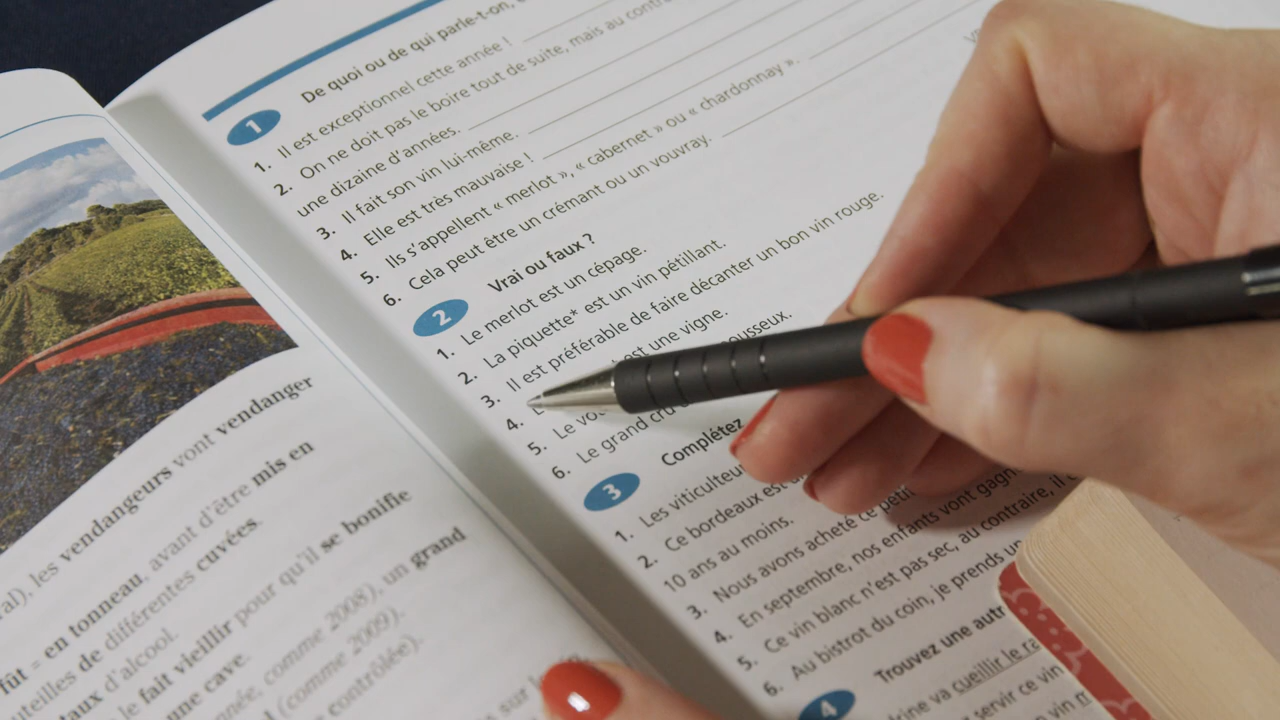 al), les vendangeurs vont vendanger
fût = en tonneau, avant d'être mis en
de différentes cuvées.
d'alcool.
le fait vieillir pour qu'il se bonifie
une cave.
comme 2008), un grand
(comme 2009).
contrôlée).
1 De quoi ou de qui parle-t-on,
1. Il est exceptionnel cette année !
2. On ne doit pas le boire tout de suite, mais au contr
une dizaine d'années.
3. Il fait son vin lui-même.
4. Elle est très mauvaise !
5. Ils s'appellent « merlot », « cabernet » ou « chardonnay ».
6. Cela peut être un crémant ou un vouvray.
2 Vrai ou faux ?
1. Le merlot est un cépage.
2. La piquette* est un vin pétillant.
3. Il est préférable de faire décanter un bon vin rouge.
4. est une vigne.
5. Le
6. Le grand cru
3 Complétez
1. Les viticulteur
2. Ce bordeaux est
10 ans au moins.
3. Nous avons acheté ce petit
4. En septembre, nos enfants vont gagn
5. Ce vin blanc n'est pas sec, au contraire, il
6. Au bistrot du coin, je prends un
4 Trouvez une autr
va cueillir le ra
servir ce vin
vin